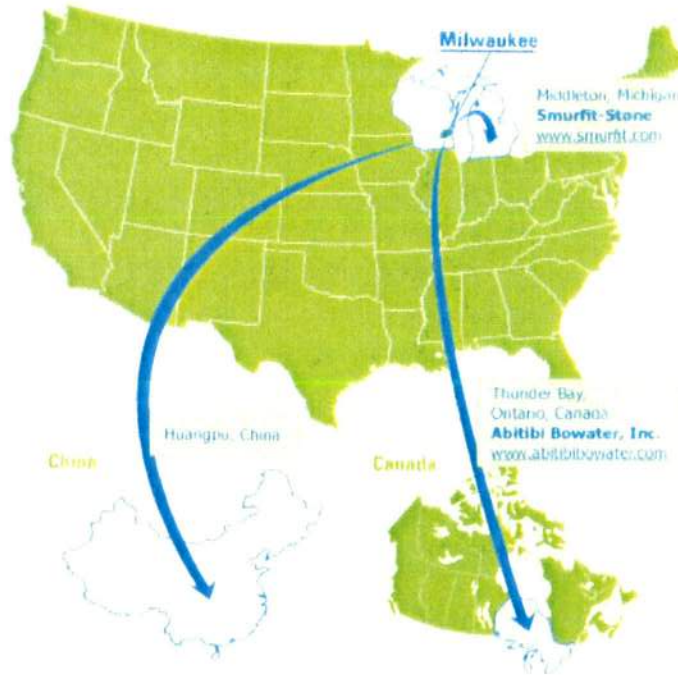 Milwaukee
Middleton, Michigan
Smurfit-Stone
www.smurfit.com
Thunder Bay,
Ontario, Canada
Abitibi Bowater, Inc.
www.abitibibowater.com
Huangpu, China
China
Canada